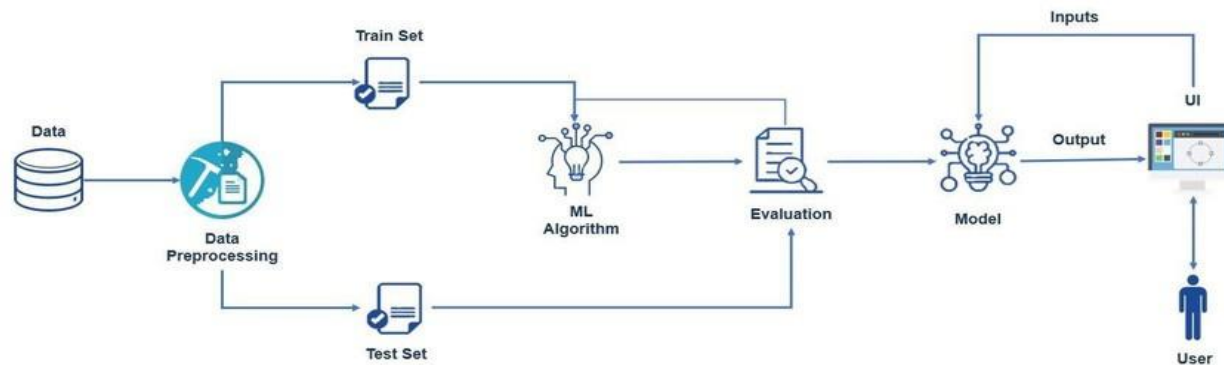 Inputs
Train Set
UI
Data
Output
ML
Algorithm
Evaluation
Model
Data
Preprocessing
Test Set
User